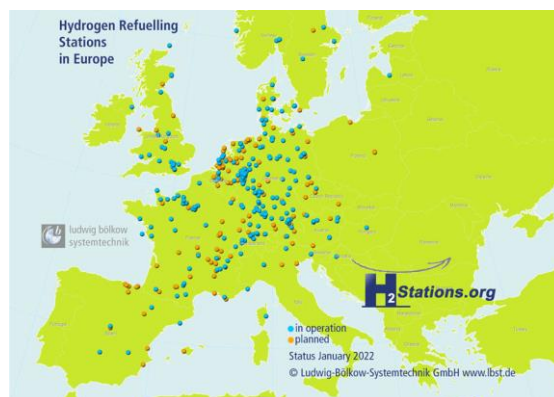 Hydrogen Refuelling
Stations
in Europe
ludwig bölkow
systemtechnik
H2Stations.org
in operation
planned
Status January 2022
© Ludwig-Bölkow-Systemtechnik GmbH www.lbst.de